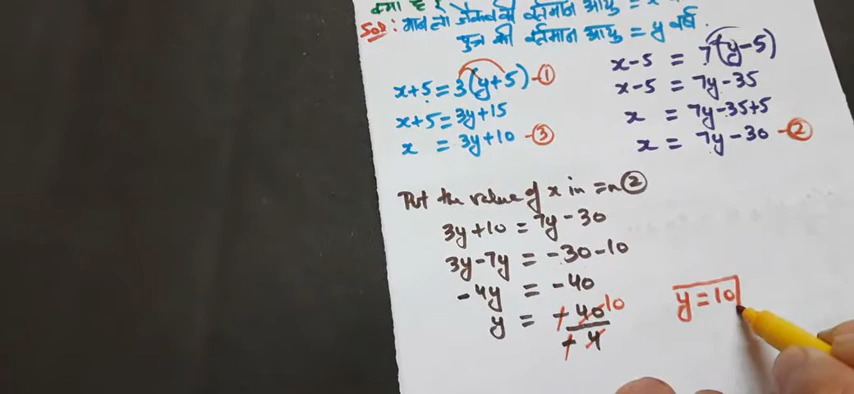 क्या है?
Sol: मान लो जैकब की वर्तमान आयु = x
पुत्र की वर्तमान आयु = y वर्ष.
x+5 = 3(y+5) -①
x+5 = 3y+15
x = 3y+10 -③
x-5 = 7(y-5)
x-5 = 7y-35
x = 7y-35+5
x = 7y-30 -②
Put the value of x in =n ②
3y+10 = 7y-30
3y-7y = -30-10
-4y = -40
y = -40/-4 10
y = 10